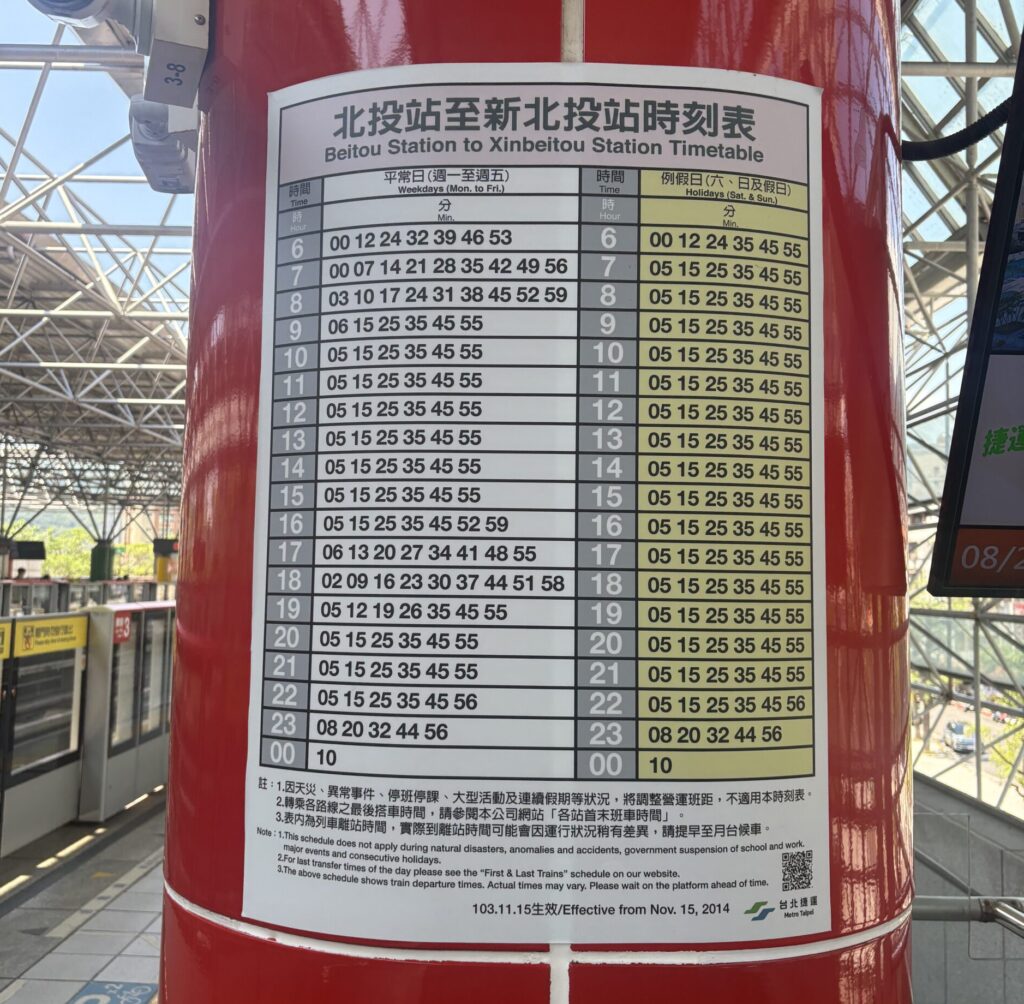 3-8
北投站至新北投站時刻表
Beitou Station to Xinbeitou Station Timetable
時間 平常日(週一至週五) 時間 例假日(六、日及假日)
Time Weekdays (Mon. to Fri.) Time Holidays (Sat. & Sun.)
時 分 時 分
Hour Min. Hour Min.
6 00 12 24 32 39 46 53 6 00 12 24 35 45 55
7 00 07 14 21 28 35 42 49 56 7 05 15 25 35 45 55
8 03 10 17 24 31 38 45 52 59 8 05 15 25 35 45 55
9 06 15 25 35 45 55 9 05 15 25 35 45 55
10 05 15 25 35 45 55 10 05 15 25 35 45 55
11 05 15 25 35 45 55 11 05 15 25 35 45 55
12 05 15 25 35 45 55 12 05 15 25 35 45 55
13 05 15 25 35 45 55 13 05 15 25 35 45 55
14 05 15 25 35 45 55 14 05 15 25 35 45 55
15 05 15 25 35 45 55 15 05 15 25 35 45 55
16 05 15 25 35 45 52 59 16 05 15 25 35 45 55
17 06 13 20 27 34 41 48 55 17 05 15 25 35 45 55
18 02 09 16 23 30 37 44 51 58 18 05 15 25 35 45 55
19 05 12 19 26 35 45 55 19 05 15 25 35 45 55
20 05 15 25 35 45 55 20 05 15 25 35 45 55
21 05 15 25 35 45 55 21 05 15 25 35 45 55
22 05 15 25 35 45 56 22 05 15 25 35 45 56
23 08 20 32 44 56 23 08 20 32 44 56
00 10 00 10
註：1.因天災、異常事件、停班停課、大型活動及連續假期等狀況，將調整營運班距，不適用本時刻表。
2.轉乘各路線之最後搭車時間，請參閱本公司網站「各站首末班車時間」。
3.表內為列車離站時間，實際到離站時間可能會因運行狀況稍有差異，請提早至月台候車。
Note：1.This schedule does not apply during natural disasters, anomalies and accidents, government suspension of school and work.
major events and consecutive holidays.
2.For last transfer times of the day please see the "First & Last Trains" schedule on our website.
3.The above schedule shows train departure times. Actual times may vary. Please wait on the platform ahead of time.
103.11.15生效/Effective from Nov. 15, 2014
台北捷運
Metro Taipei
捷運
08/2
3